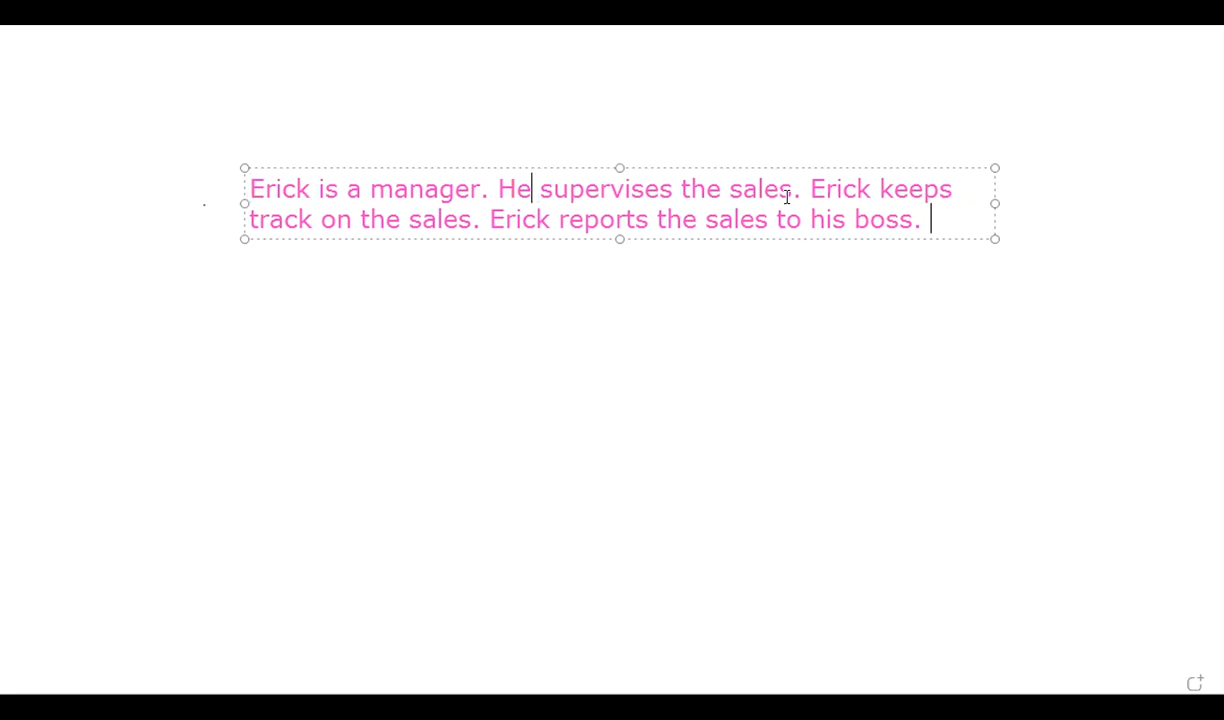 Erick is a manager. He supervises the sales. Erick keeps
track on the sales. Erick reports the sales to his boss.